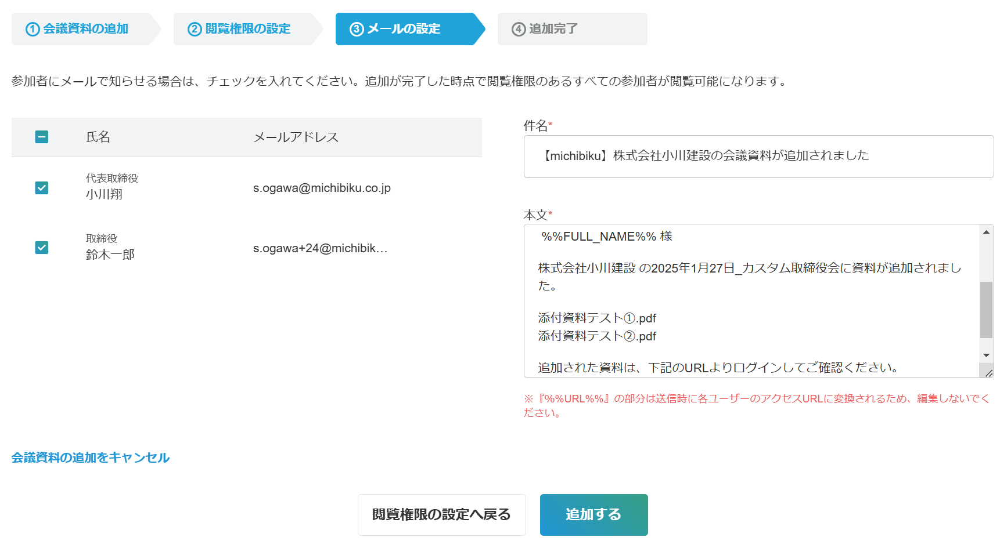 ① 会議資料の追加
② 閲覧権限の設定
③ メールの設定
④ 追加完了
参加者にメールで知らせる場合は、チェックを入れてください。追加が完了した時点で閲覧権限のあるすべての参加者が閲覧可能になります。
氏名
メールアドレス
代表取締役
小川翔
s.ogawa@michibiku.co.jp
取締役
鈴木一郎
s.ogawa+24@michibik…
件名*
【michibiku】株式会社小川建設の会議資料が追加されました
本文*
%%FULL_NAME%% 様
株式会社小川建設 の2025年1月27日_カスタム取締役会に資料が追加されまし
た。
添付資料テスト①.pdf
添付資料テスト②.pdf
追加された資料は、下記のURLよりログインしてご確認ください。
※『%%URL%%』の部分は送信時に各ユーザーのアクセスURLに変換されるため、編集しないでく
ださい。
会議資料の追加をキャンセル
閲覧権限の設定へ戻る
追加する